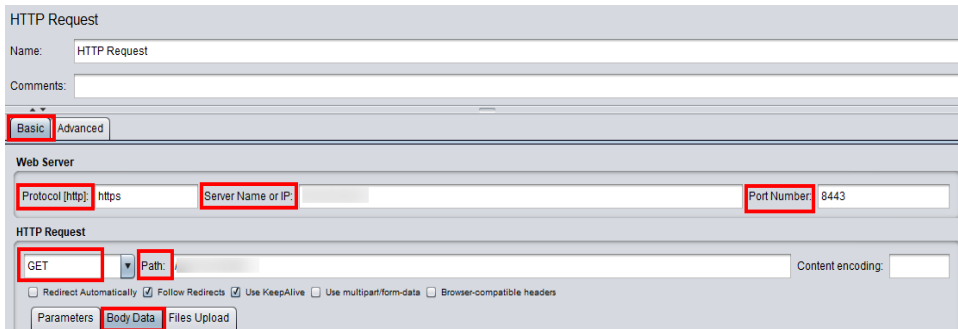 HTTP Request
Name: HTTP Request
Comments:
Basic Advanced
Web Server
Protocol [http]: https Server Name or IP: Port Number: 8443
HTTP Request
GET Path: / Content encoding:
Redirect Automatically Follow Redirects Use KeepAlive Use multipart/form-data Browser-compatible headers
Parameters Body Data Files Upload